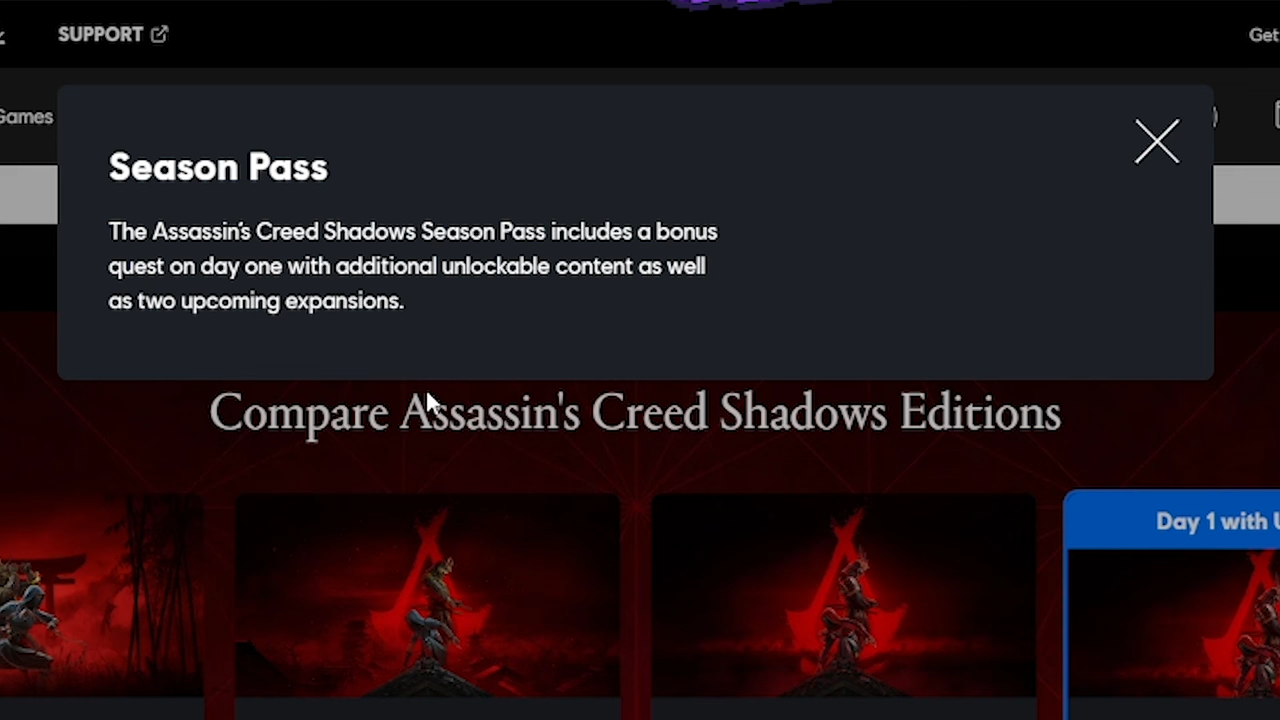 SUPPORT
Get
Games
Season Pass
The Assassin's Creed Shadows Season Pass includes a bonus
quest on day one with additional unlockable content as well
as two upcoming expansions.
Compare Assassin's Creed Shadows Editions
Day 1 with U